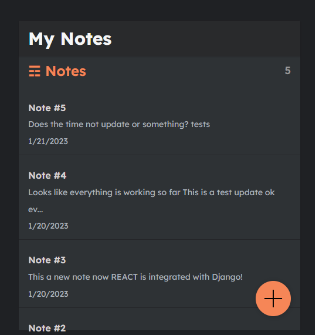 My Notes
Notes
5
Note #5
Does the time not update or something? tests
1/21/2023
Note #4
Looks like everything is working so far This is a test update ok
ev...
1/20/2023
Note #3
This a new note now REACT is integrated with Django!
1/20/2023
Note #2